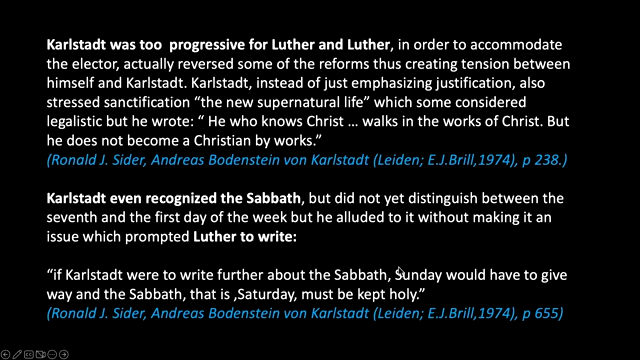 Karlstadt was too  progressive for Luther and Luther, in order to accommodate
the elector, actually reversed some of the reforms thus creating tension between
himself and Karlstadt. Karlstadt, instead of just emphasizing justification, also
stressed sanctification “the new supernatural life” which some considered
legalistic but he wrote: “ He who knows Christ … walks in the works of Christ. But
he does not become a Christian by works.”
(Ronald J. Sider, Andreas Bodenstein von Karlstadt (Leiden; E.J.Brill,1974), p 238.)
Karlstadt even recognized the Sabbath, but did not yet distinguish between the
seventh and the first day of the week but he alluded to it without making it an
issue which prompted Luther to write:
“if Karlstadt were to write further about the Sabbath, Sunday would have to give
way and the Sabbath, that is ,Saturday, must be kept holy.”
(Ronald J. Sider, Andreas Bodenstein von Karlstadt (Leiden; E.J.Brill,1974), p 655)